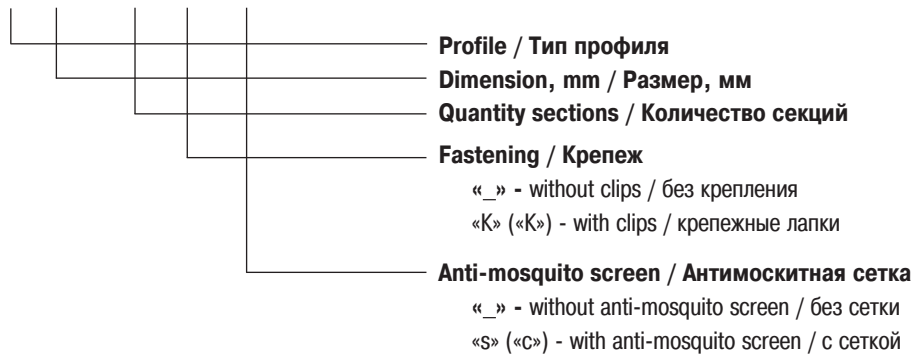 Profile / Тип профиля
Dimension, mm / Размер, мм
Quantity sections / Количество секций
Fastening / Крепеж
«_» - without clips / без крепления
«K» («К») - with clips / крепежные лапки
Anti-mosquito screen / Антимоскитная сетка
«_» - without anti-mosquito screen / без сетки
«s» («с») - with anti-mosquito screen / с сеткой